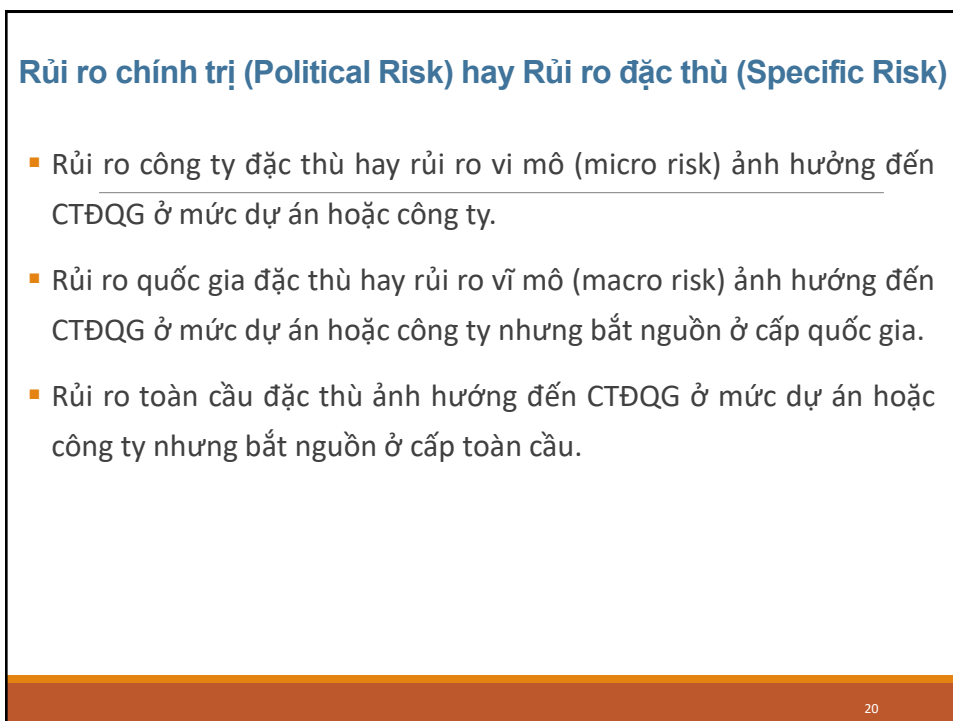 Rủi ro chính trị (Political Risk) hay Rủi ro đặc thù (Specific Risk)
▪ Rủi ro công ty đặc thù hay rủi ro vi mô (micro risk) ảnh hưởng đến
CTĐQG ở mức dự án hoặc công ty.
▪ Rủi ro quốc gia đặc thù hay rủi ro vĩ mô (macro risk) ảnh hướng đến
CTĐQG ở mức dự án hoặc công ty nhưng bắt nguồn ở cấp quốc gia.
▪ Rủi ro toàn cầu đặc thù ảnh hướng đến CTĐQG ở mức dự án hoặc
công ty nhưng bắt nguồn ở cấp toàn cầu.
20